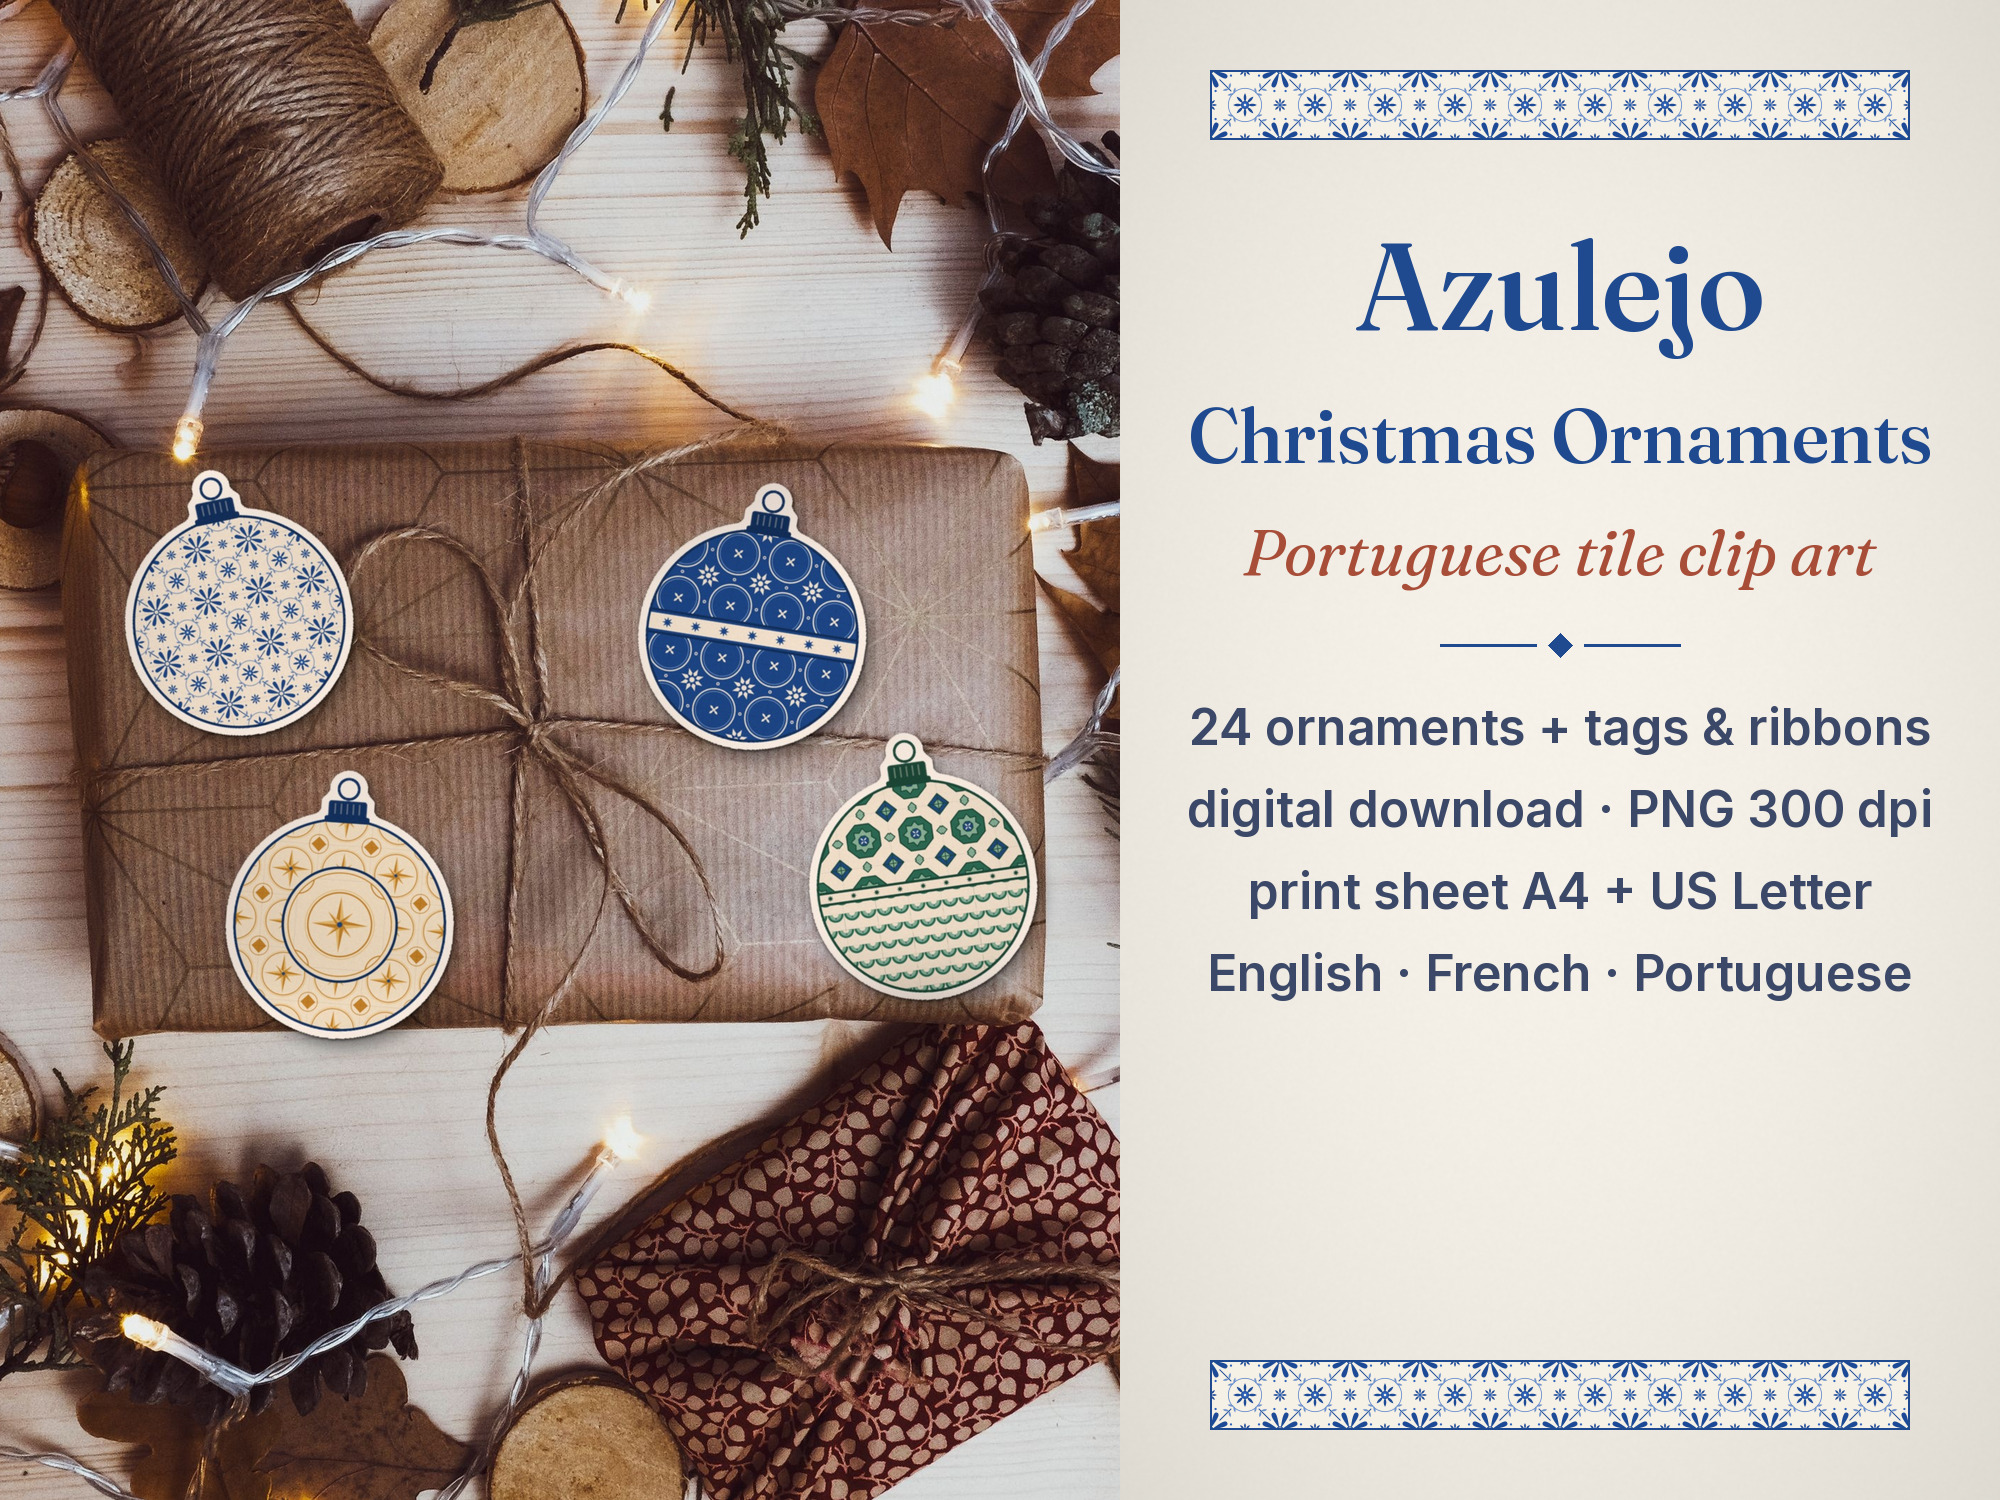 Azulejo
Christmas Ornaments
Portuguese tile clip art
24 ornaments + tags & ribbons
digital download · PNG 300 dpi
print sheet A4 + US Letter
English · French · Portuguese